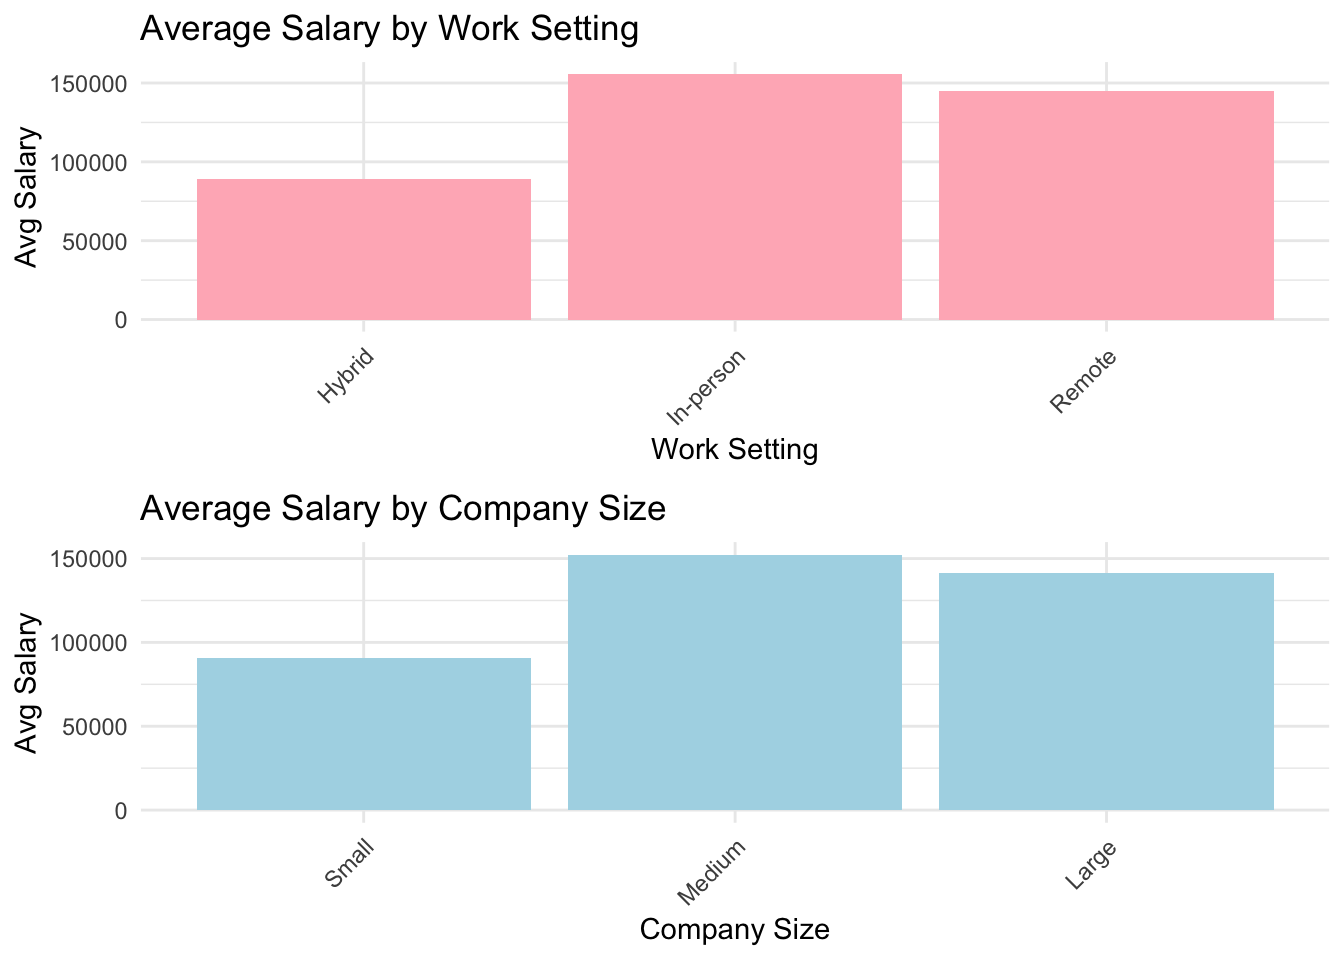 Average Salary by Work Setting
Avg Salary
150000
100000
50000
0
Hybrid
In-person
Remote
Work Setting
Average Salary by Company Size
Avg Salary
150000
100000
50000
0
Small
Medium
Large
Company Size